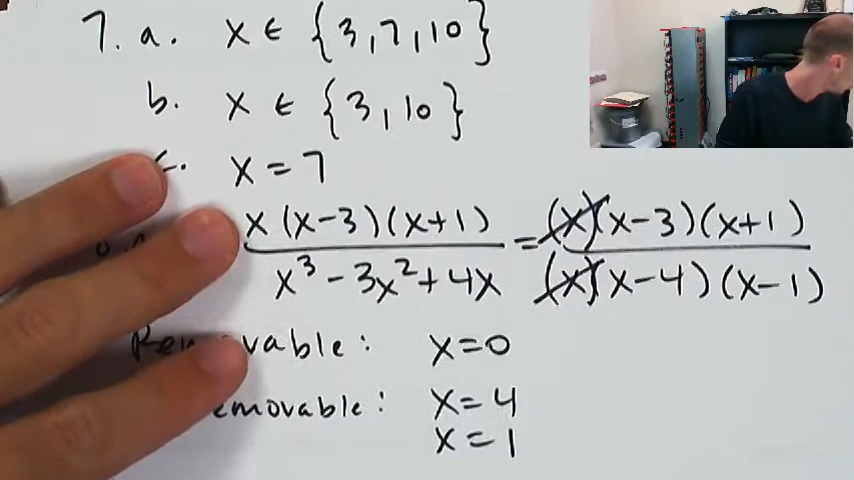 7. a. x ∈ {3,7,10}
b. x ∈ {3,10}
c. x = 7
x(x-3)(x+1) / x³-3x²+4x = (x)(x-3)(x+1) / (x)(x-4)(x-1)
Removable: x=0
emovable: x=4
x=1